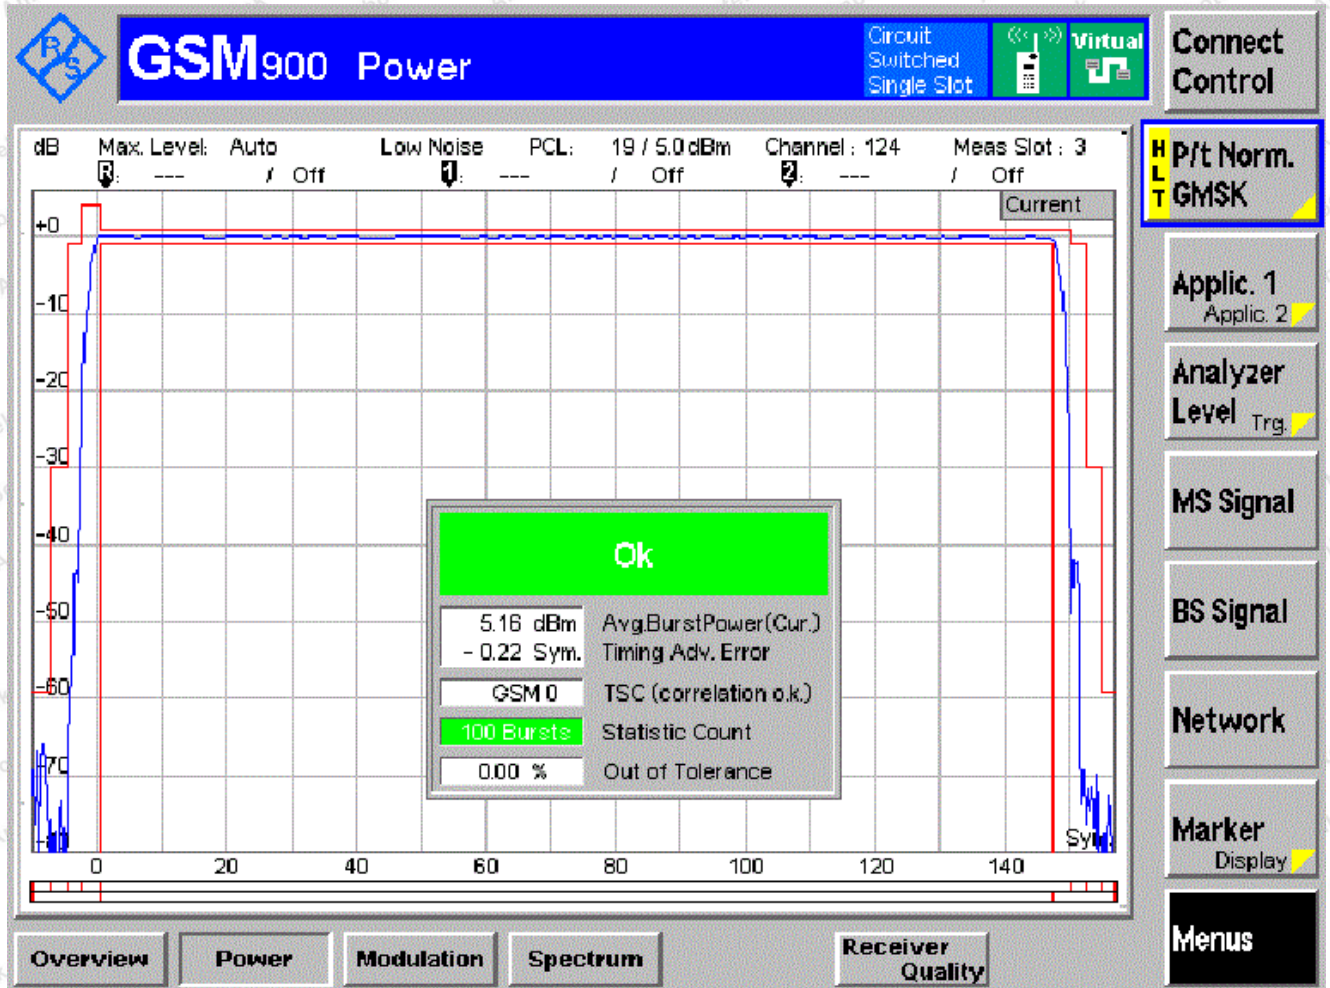 R S
GSM900 Power
Circuit
Switched
Single Slot
Virtual
Connect
Control
dB Max. Level: Auto Low Noise PCL: 19 / 5.0 dBm Channel : 124 Meas Slot : 3
R: --- / Off 1: --- / Off 2: --- / Off
Current
HLT
P/t Norm.
GMSK
+0
-10
-20
-30
-40
-50
-60
-70
Ok
5.16 dBm Avg.BurstPower(Cur.)
- 0.22 Sym. Timing Adv. Error
GSM 0 TSC (correlation o.k.)
100 Bursts Statistic Count
0.00 % Out of Tolerance
Sym.
0 20 40 60 80 100 120 140
Applic. 1
Applic. 2
Analyzer
Level Trg.
MS Signal
BS Signal
Network
Marker
Display
Menus
Overview Power Modulation Spectrum Receiver
Quality